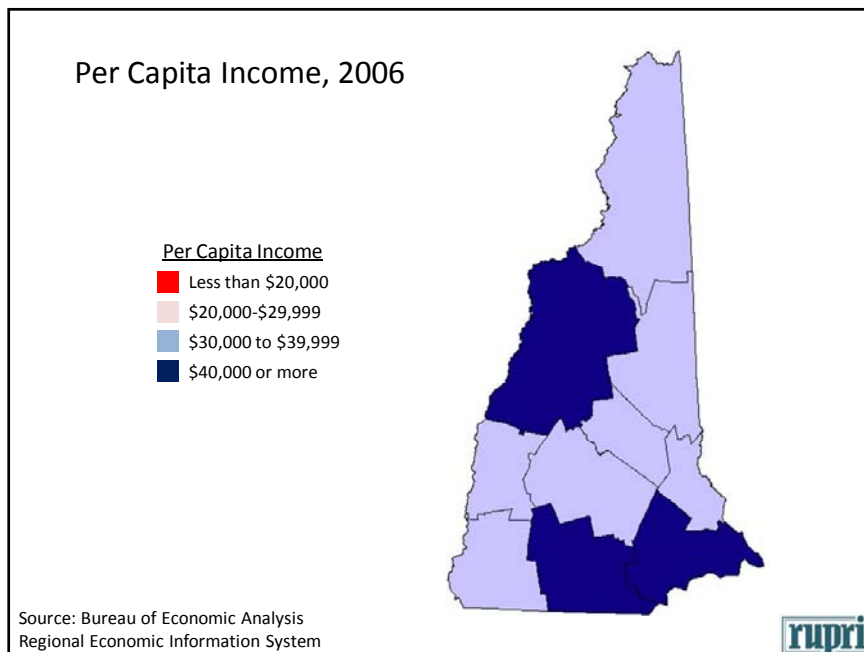 Per Capita Income, 2006
Per Capita Income
Less than $20,000
$20,000-$29,999
$30,000 to $39,999
$40,000 or more
Source: Bureau of Economic Analysis
Regional Economic Information System
rupri